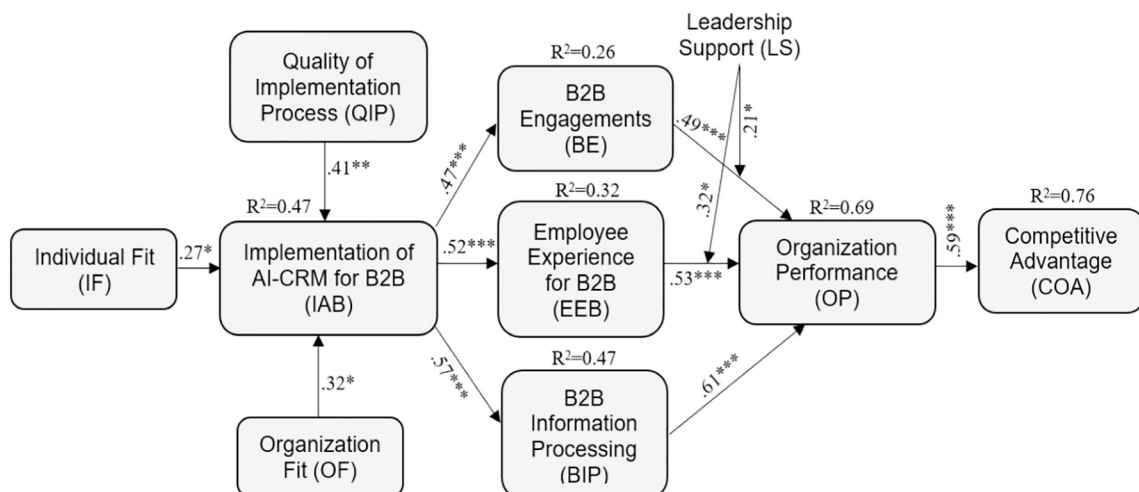 Leadership
Support (LS)
R²=0.26
Quality of
Implementation
Process (QIP)
B2B
Engagements
(BE)
.49***
.21*
.41**
.47***
R²=0.32
.32*
R²=0.47
R²=0.69
R²=0.76
Individual Fit
(IF)
.27*
Implementation of
AI-CRM for B2B
(IAB)
.52***
Employee
Experience
for B2B
(EEB)
.53***
Organization
Performance
(OP)
.59***
Competitive
Advantage
(COA)
.32*
.57***
R²=0.47
.61***
B2B
Information
Processing
(BIP)
Organization
Fit (OF)